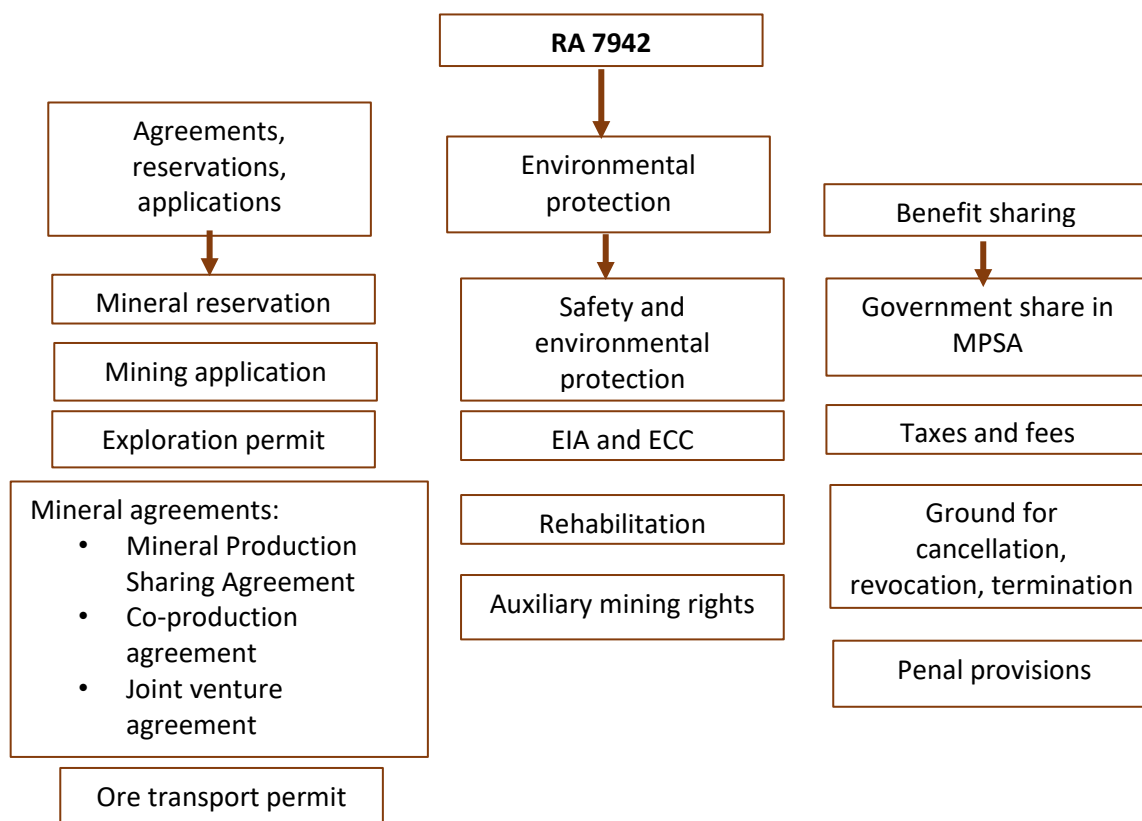 RA 7942
Agreements,
reservations,
applications
Mineral reservation
Mining application
Exploration permit
Mineral agreements:
• Mineral Production
Sharing Agreement
• Co-production
agreement
• Joint venture
agreement
Ore transport permit
Environmental
protection
Safety and
environmental
protection
EIA and ECC
Rehabilitation
Auxiliary mining rights
Benefit sharing
Government share in
MPSA
Taxes and fees
Ground for
cancellation,
revocation, termination
Penal provisions